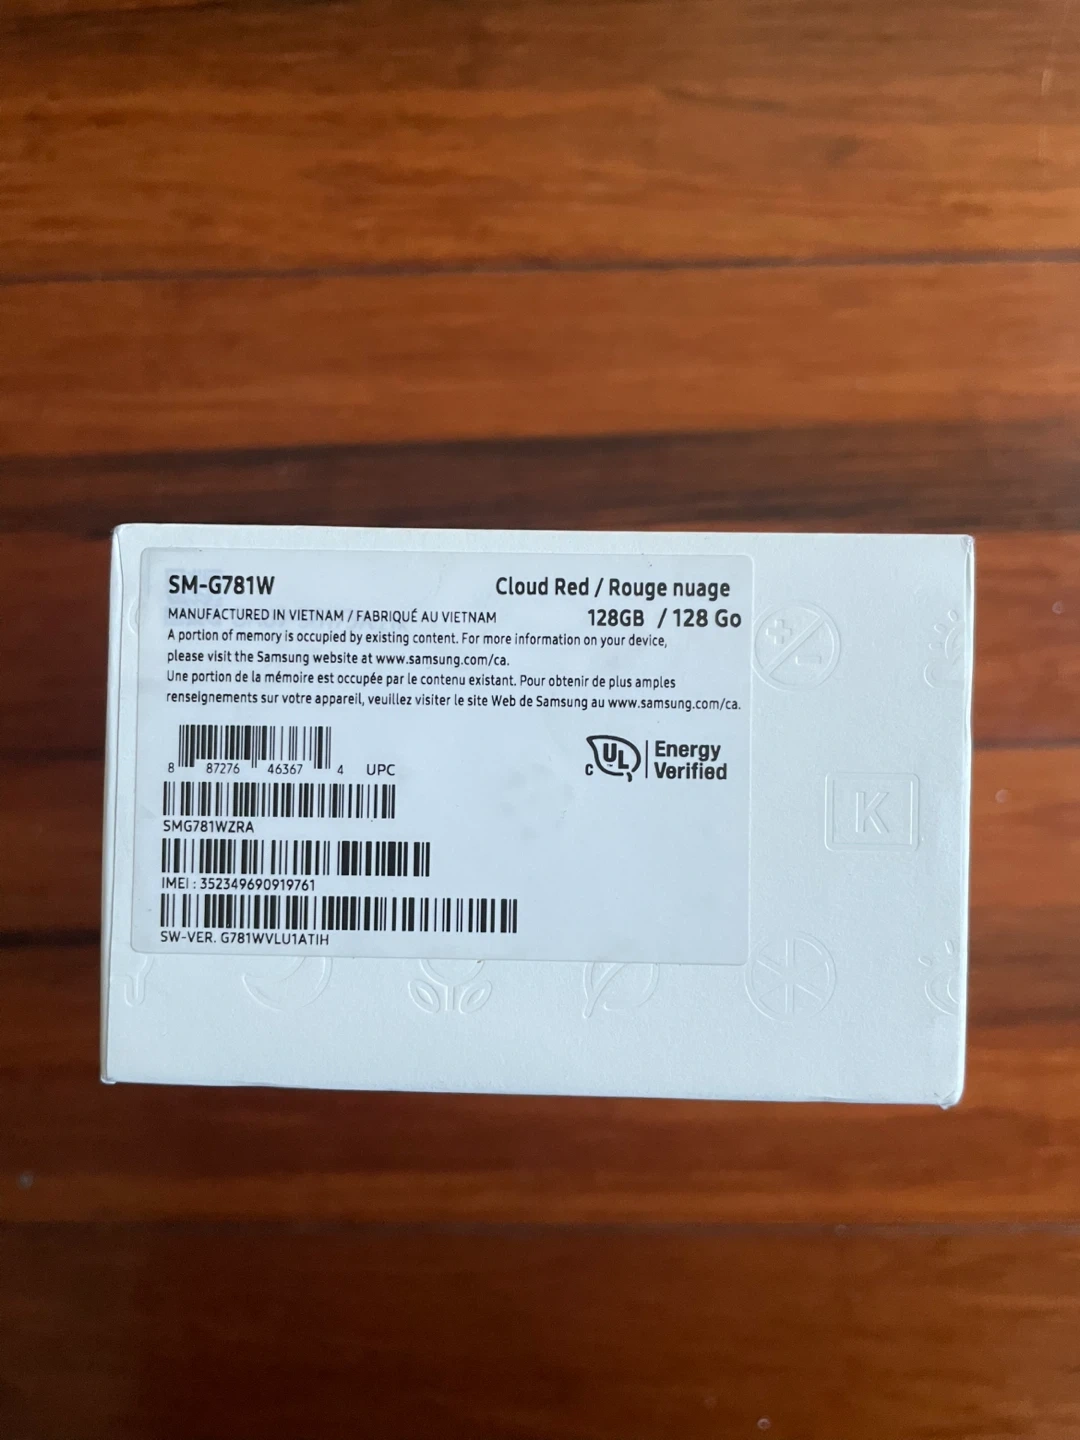 SM-G781W
Cloud Red / Rouge nuage
MANUFACTURED IN VIETNAM / FABRIQUÉ AU VIETNAM
128GB / 128 Go
A portion of memory is occupied by existing content. For more information on your device,
please visit the Samsung website at www.samsung.com/ca.
Une portion de la mémoire est occupée par le contenu existant. Pour obtenir de plus amples
renseignements sur votre appareil, veuillez visiter le site Web de Samsung au www.samsung.com/ca.
8 87276 46367 4 UPC
C UL Energy
Verified
SMG781WZRA
K
IMEI : 352349690919761
SW-VER. G781WVLU1ATIH